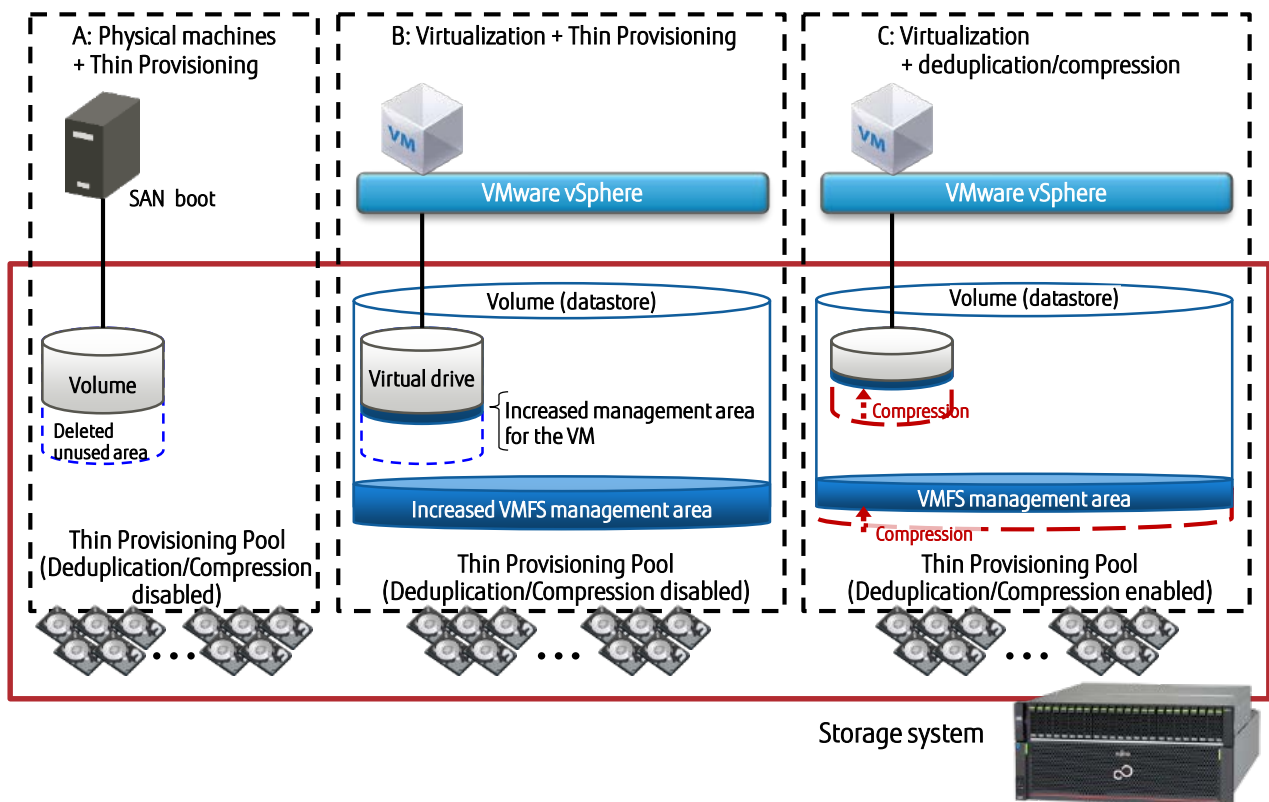 A: Physical machines
+ Thin Provisioning
SAN boot
Volume
Deleted
unused area
Thin Provisioning Pool
(Deduplication/Compression
disabled)
B: Virtualization + Thin Provisioning
VM
VMware vSphere
Volume (datastore)
Virtual drive
Increased management area
for the VM
Increased VMFS management area
Thin Provisioning Pool
(Deduplication/Compression disabled)
C: Virtualization
+ deduplication/compression
VM
VMware vSphere
Volume (datastore)
Compression
VMFS management area
Compression
Thin Provisioning Pool
(Deduplication/Compression enabled)
Storage system